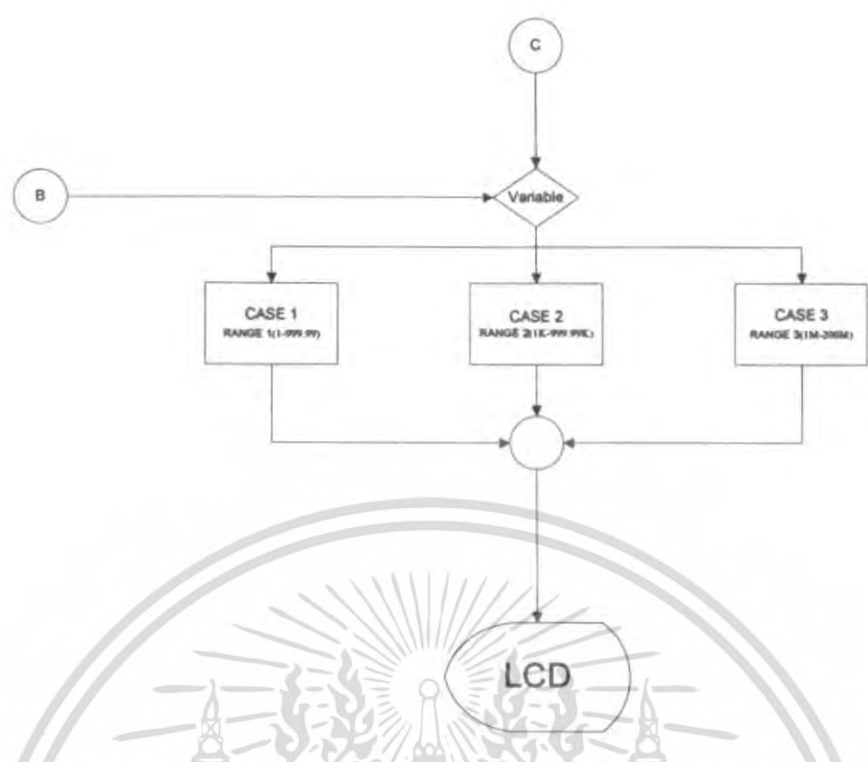 C
B
Variable
CASE 1
RANGE 1(1-999.99)
CASE 2
RANGE 2(1K-999.99K)
CASE 3
RANGE 3(1M-200M)
LCD